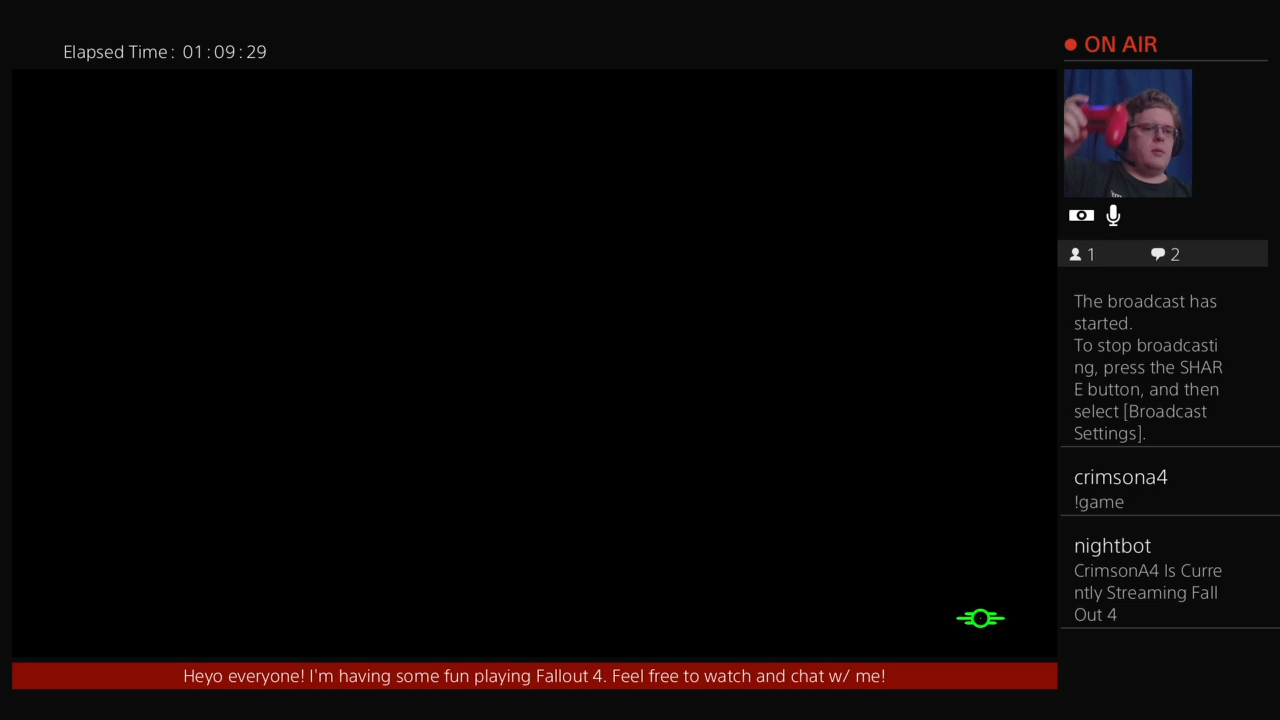 Elapsed Time: 01:09:29
ON AIR
1 2
The broadcast has
started.
To stop broadcasti
ng, press the SHAR
E button, and then
select [Broadcast
Settings].
crimsona4
!game
nightbot
CrimsonA4 Is Curre
ntly Streaming Fall
Out 4
Heyo everyone! I'm having some fun playing Fallout 4. Feel free to watch and chat w/ me!